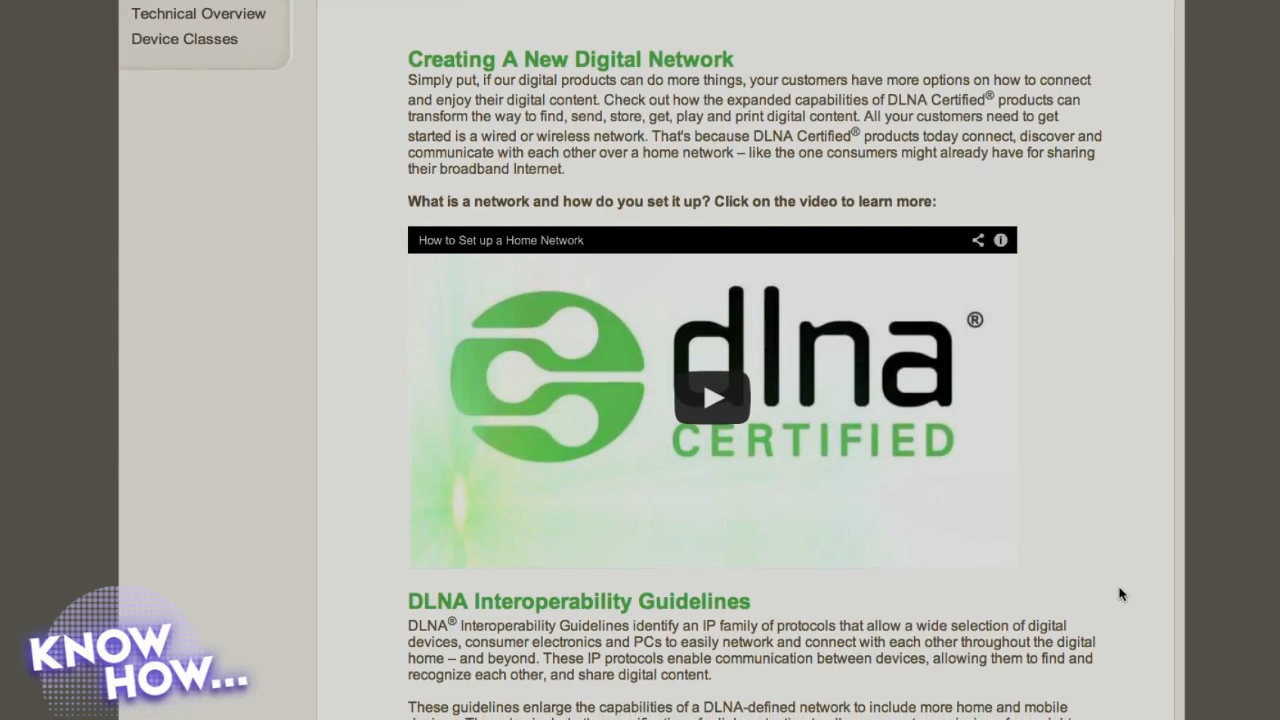 Technical Overview
Device Classes
Creating A New Digital Network
Simply put, if our digital products can do more things, your customers have more options on how to connect
and enjoy their digital content. Check out how the expanded capabilities of DLNA Certified® products can
transform the way to find, send, store, get, play and print digital content. All your customers need to get
started is a wired or wireless network. That's because DLNA Certified® products today connect, discover and
communicate with each other over a home network – like the one consumers might already have for sharing
their broadband Internet.
What is a network and how do you set it up? Click on the video to learn more:
How to Set up a Home Network
dlna®
CERTIFIED
DLNA Interoperability Guidelines
DLNA® Interoperability Guidelines identify an IP family of protocols that allow a wide selection of digital
devices, consumer electronics and PCs to easily network and connect with each other throughout the digital
home – and beyond. These IP protocols enable communication between devices, allowing them to find and
recognize each other, and share digital content.
These guidelines enlarge the capabilities of a DLNA-defined network to include more home and mobile
KNOW
HOW...